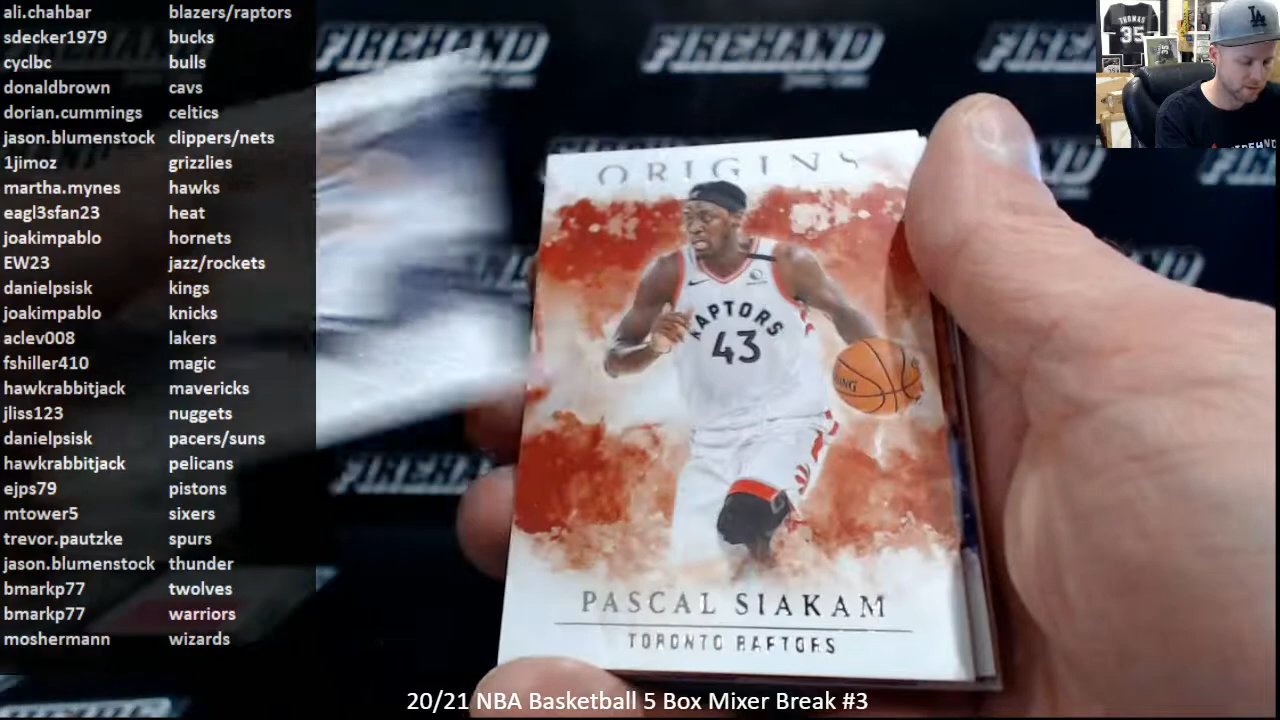 ali.chahbar blazers/raptors
sdecker1979 bucks
cyclbc bulls
donaldbrown cavs
dorian.cummings celtics
jason.blumenstock clippers/nets
1jimoz grizzlies
martha.mynes hawks
eagl3sfan23 heat
joakimpablo hornets
EW23 jazz/rockets
danielpsisk kings
joakimpablo knicks
aclev008 lakers
fshiller410 magic
hawkrabbitjack mavericks
jliss123 nuggets
danielpsisk pacers/suns
hawkrabbitjack pelicans
ejps79 pistons
mtower5 sixers
trevor.pautzke spurs
jason.blumenstock thunder
bmarkp77 twolves
bmarkp77 warriors
moshermann wizards
FIREHAND FIREHAND
THOMAS
35
ORIGINS
RAPTORS
43
PASCAL SIAKAM
TORONTO RAPTORS
FIREHAND
20/21 NBA Basketball 5 Box Mixer Break #3